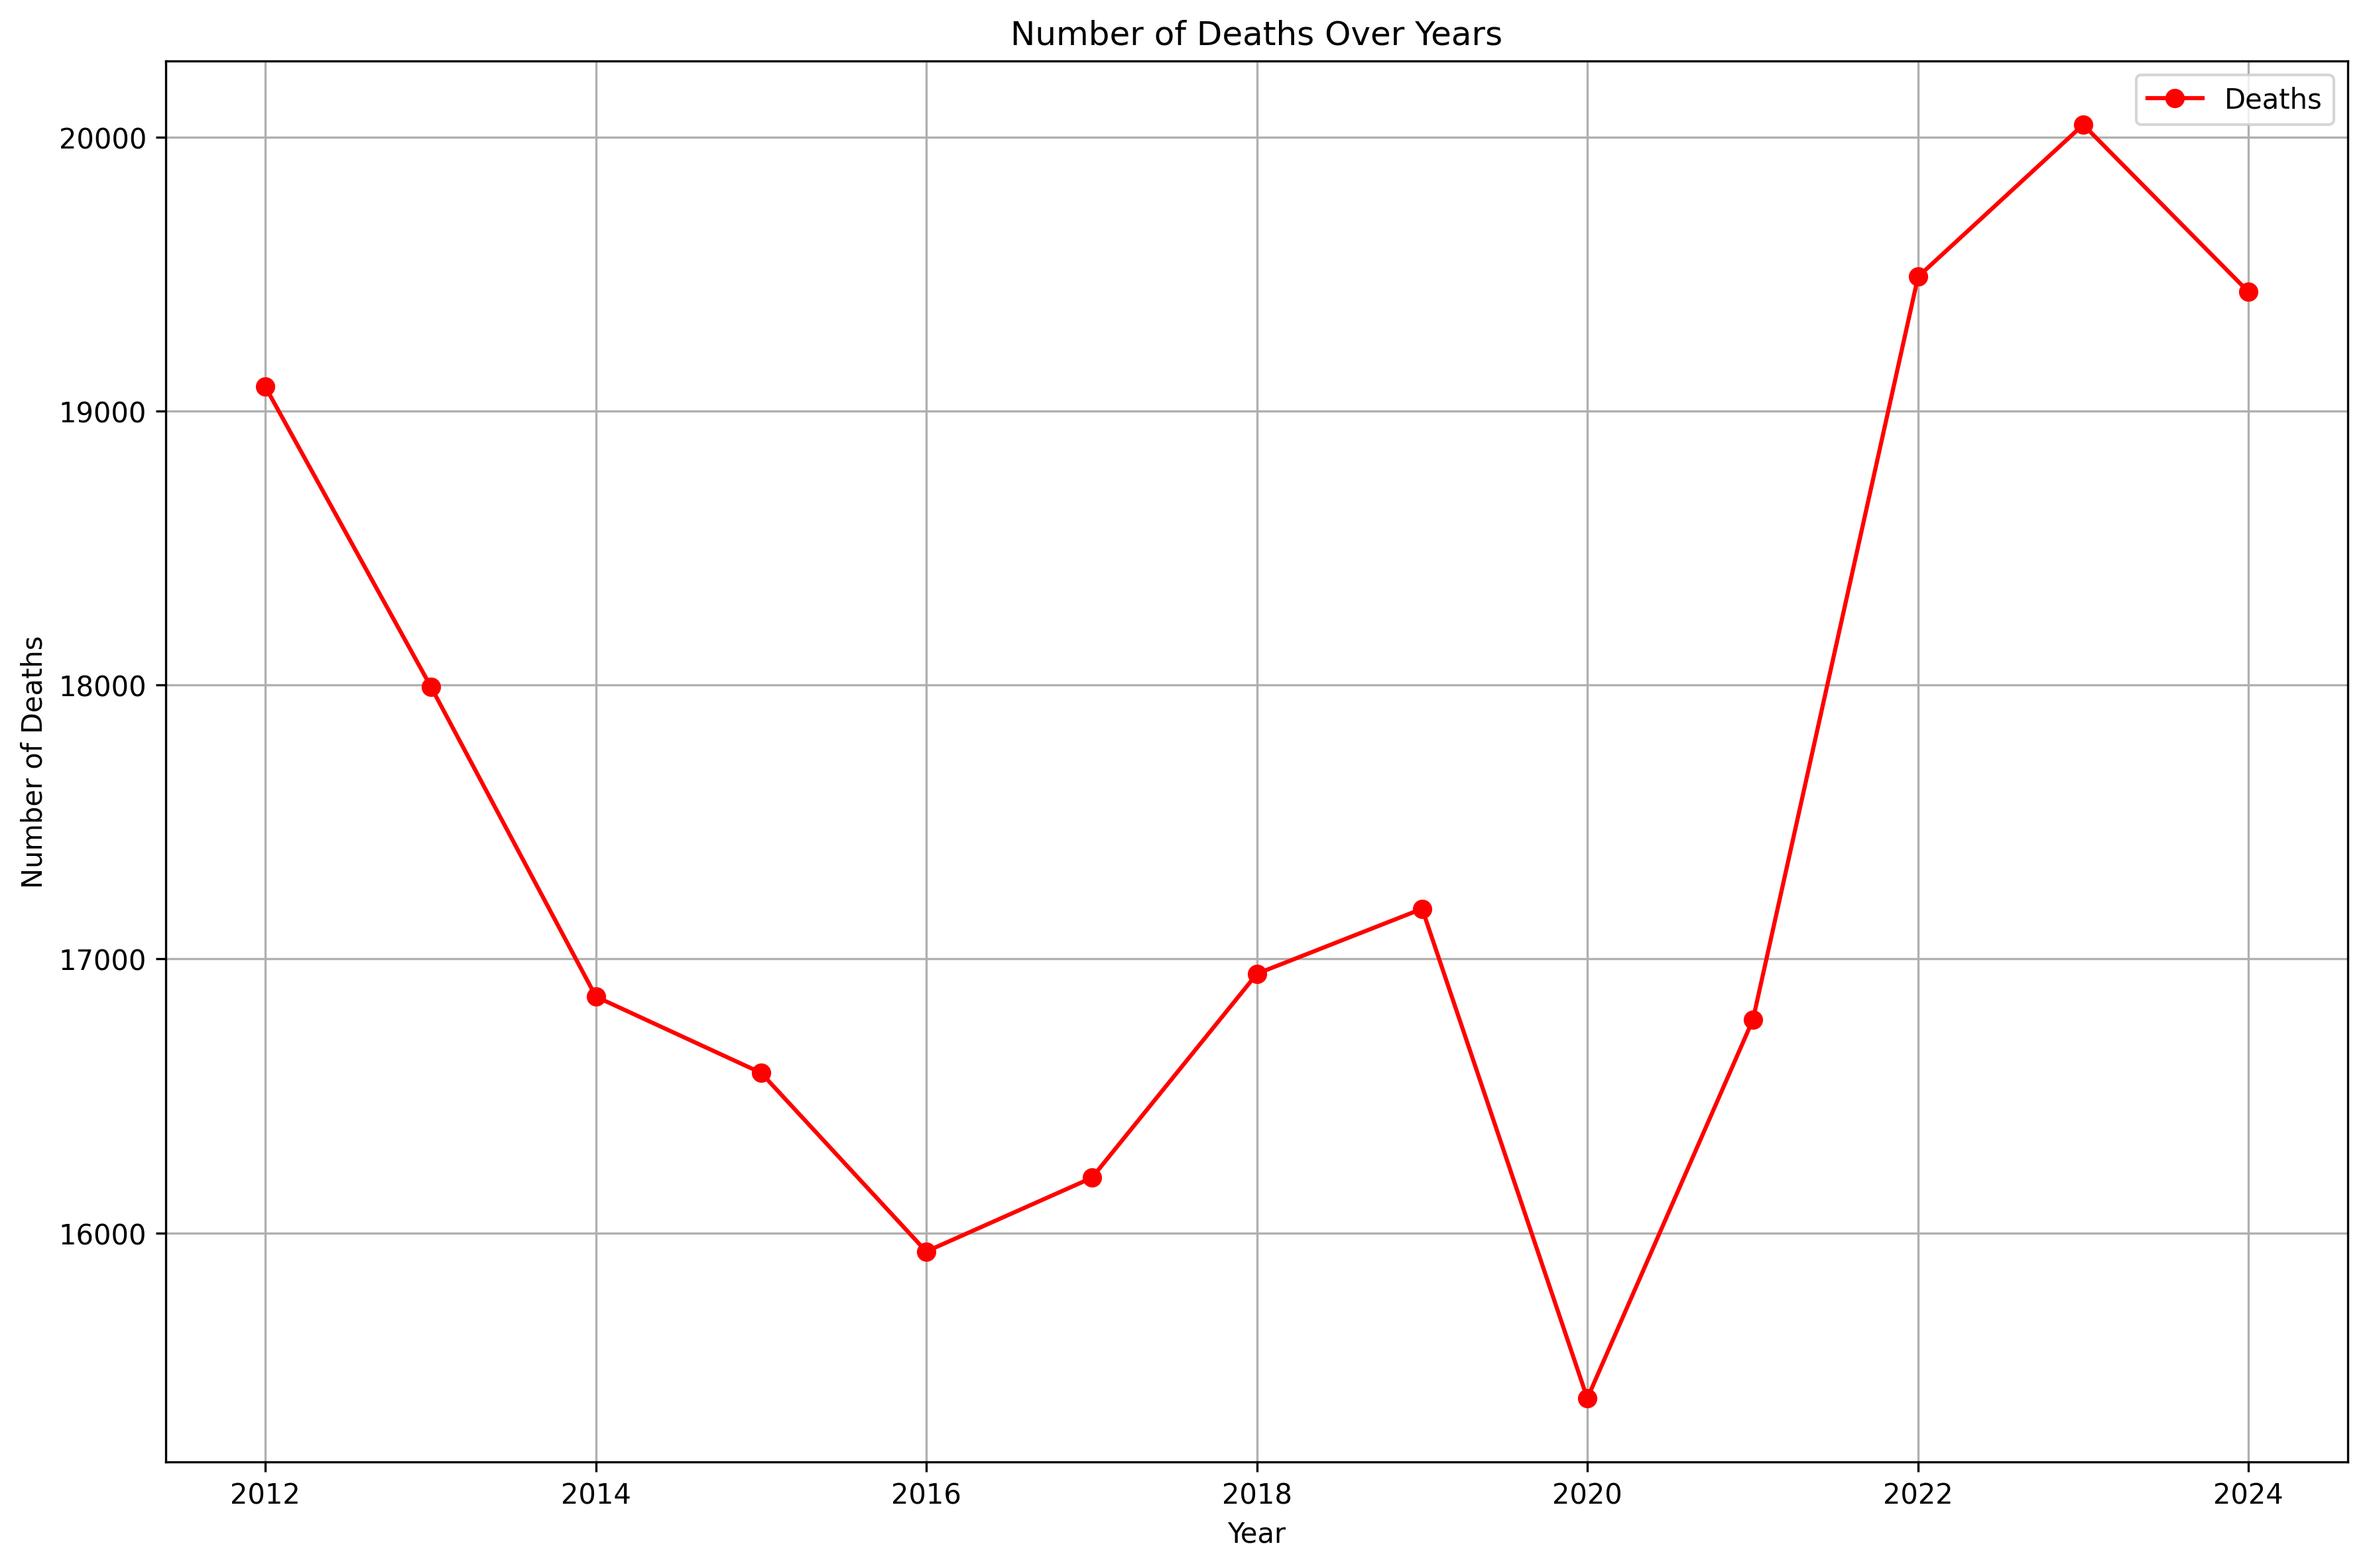 Number of Deaths Over Years
Deaths
Number of Deaths
20000
19000
18000
17000
16000
2012 2014 2016 2018 2020 2022 2024
Year